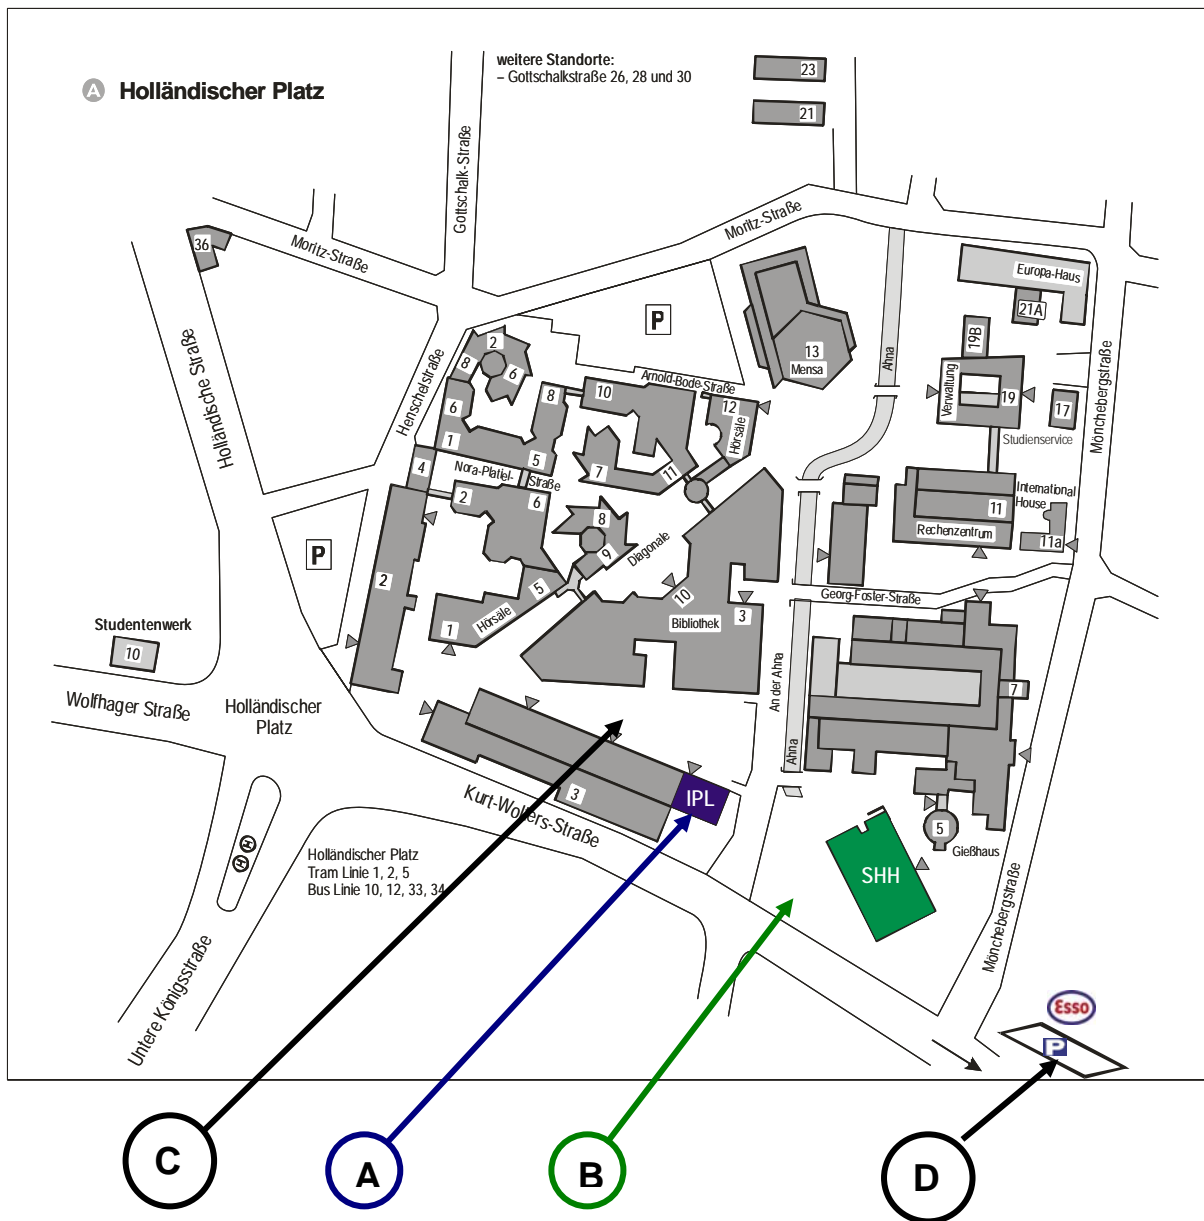 A Holländischer Platz
weitere Standorte:
– Gottschalkstraße 26, 28 und 30
23
21
Gottschalk-Straße
Moritz-Straße
Moritz-Straße
36
Holländische Straße
Henschelstraße
P
Europa-Haus
21A
19B
13
Mensa
Ahna
Verwaltung
19
17
Studienservice
Mönchebergstraße
2
8
6
6
1
8
5
10
Arnold-Bode-Straße
12
Hörsäle
7
11
4
Nora-Platiel-
Straße
2
6
8
9
Diagonale
International
House
11
Rechenzentrum
11a
P
2
5
Hörsäle
1
10
Bibliothek
3
Georg-Foster-Straße
Studentenwerk
10
Wolfhager Straße
Holländischer
Platz
An der Ahna
Ahna
7
3
IPL
Kurt-Wolters-Straße
5
Gießhaus
SHH
H
H
Holländischer Platz
Tram Linie 1, 2, 5
Bus Linie 10, 12, 33, 34
Untere Königsstraße
Mönchebergstraße
Esso
P
C
A
B
D